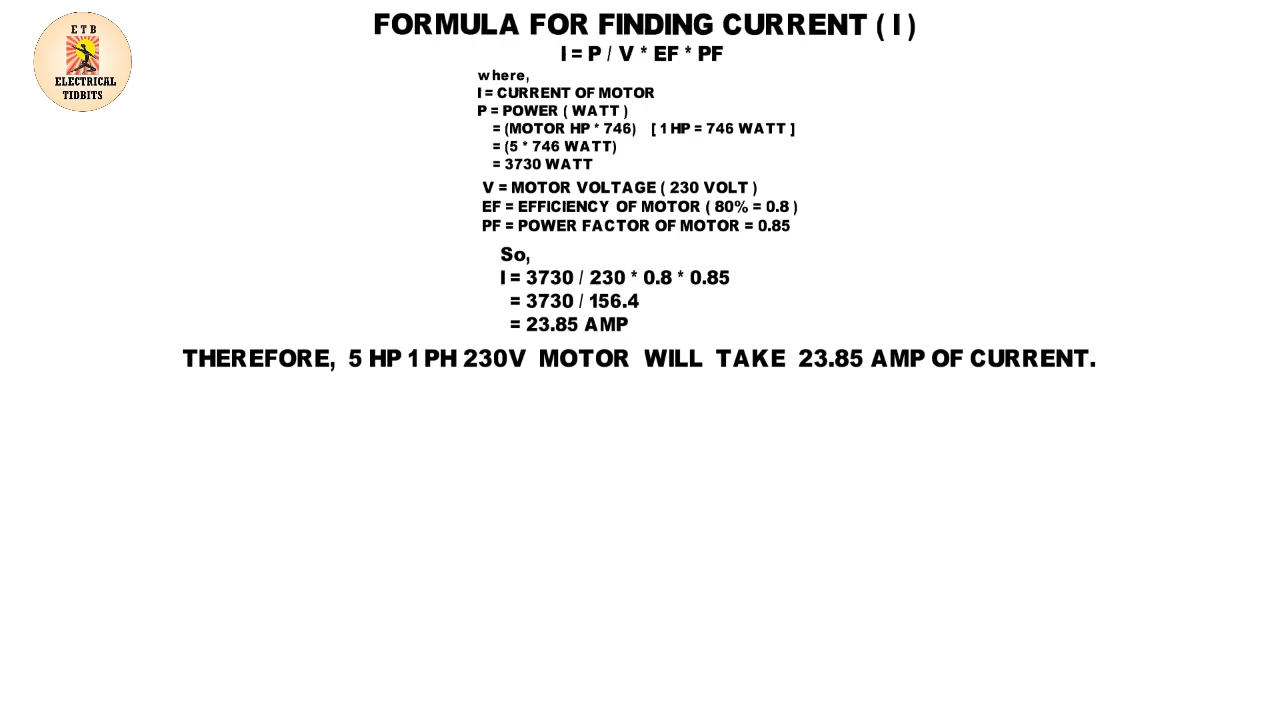 E T B
ELECTRICAL
TIDBITS
FORMULA FOR FINDING CURRENT ( I )
I = P / V * EF * PF
where,
I = CURRENT OF MOTOR
P = POWER ( WATT )
= (MOTOR HP * 746) [ 1 HP = 746 WATT ]
= (5 * 746 WATT)
= 3730 WATT
V = MOTOR VOLTAGE ( 230 VOLT )
EF = EFFICIENCY OF MOTOR ( 80% = 0.8 )
PF = POWER FACTOR OF MOTOR = 0.85
So,
I = 3730 / 230 * 0.8 * 0.85
= 3730 / 156.4
= 23.85 AMP
THEREFORE, 5 HP 1 PH 230V MOTOR WILL TAKE 23.85 AMP OF CURRENT.